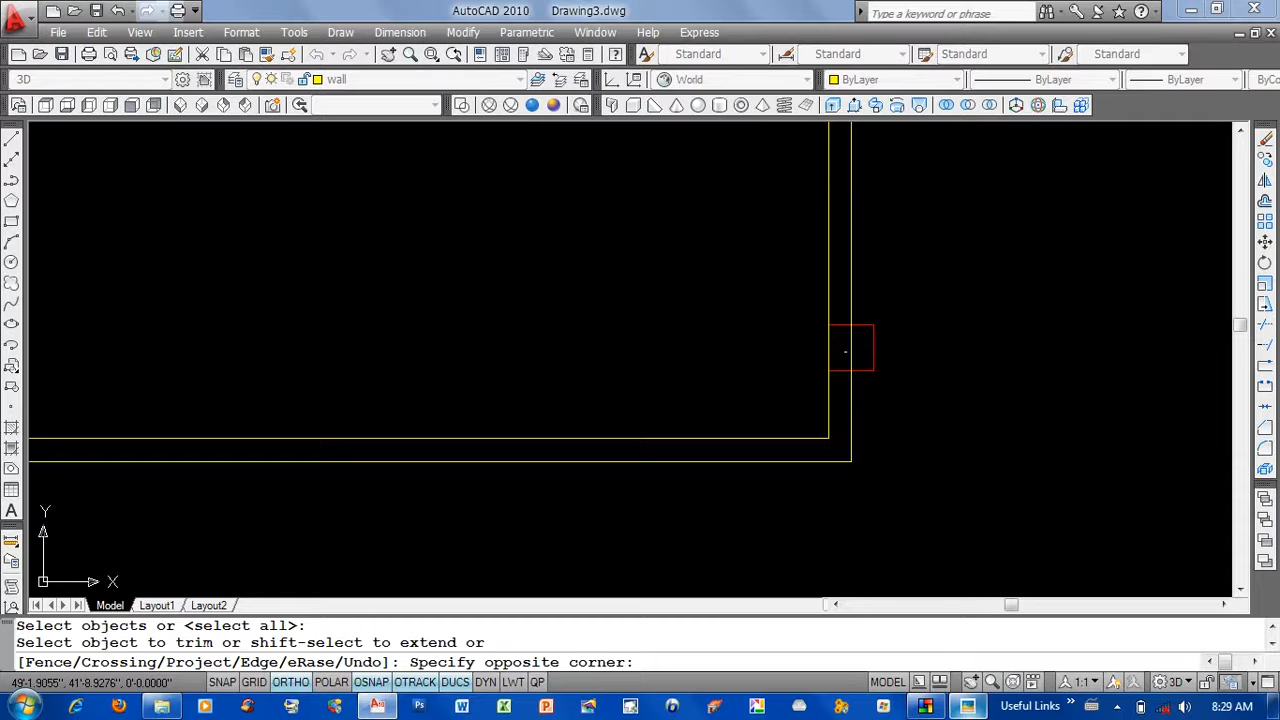 AutoCAD 2010 Drawing3.dwg
Type a keyword or phrase
File Edit View Insert Format Tools Draw Dimension Modify Parametric Window Help Express
Standard Standard Standard Standard
3D wall World ByLayer ByLayer ByLayer ByCo
Y
X
Model Layout1 Layout2
Select objects or <select all>:
Select object to trim or shift-select to extend or
[Fence/Crossing/Project/Edge/eRase/Undo]: Specify opposite corner:
49'-1.9055", 41'-8.9276", 0'-0.0000" SNAP GRID ORTHO POLAR OSNAP OTRACK DUCS DYN LWT QP MODEL 1:1 3D
Useful Links » 8:29 AM